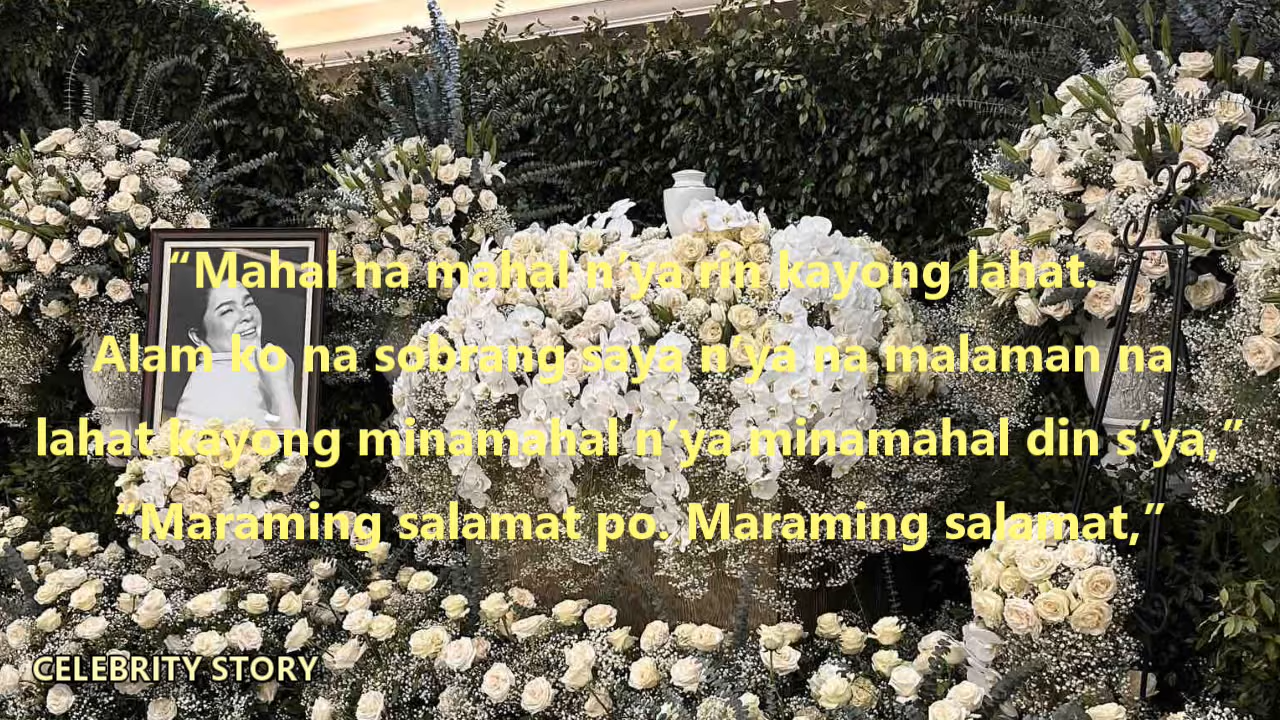 “Mahal na mahal n’ya rin kayong lahat.
Alam ko na sobrang saya n’ya na malaman na
lahat kayong minamahal n’ya minamahal din s’ya,”
“Maraming salamat po. Maraming salamat,”
CELEBRITY STORY